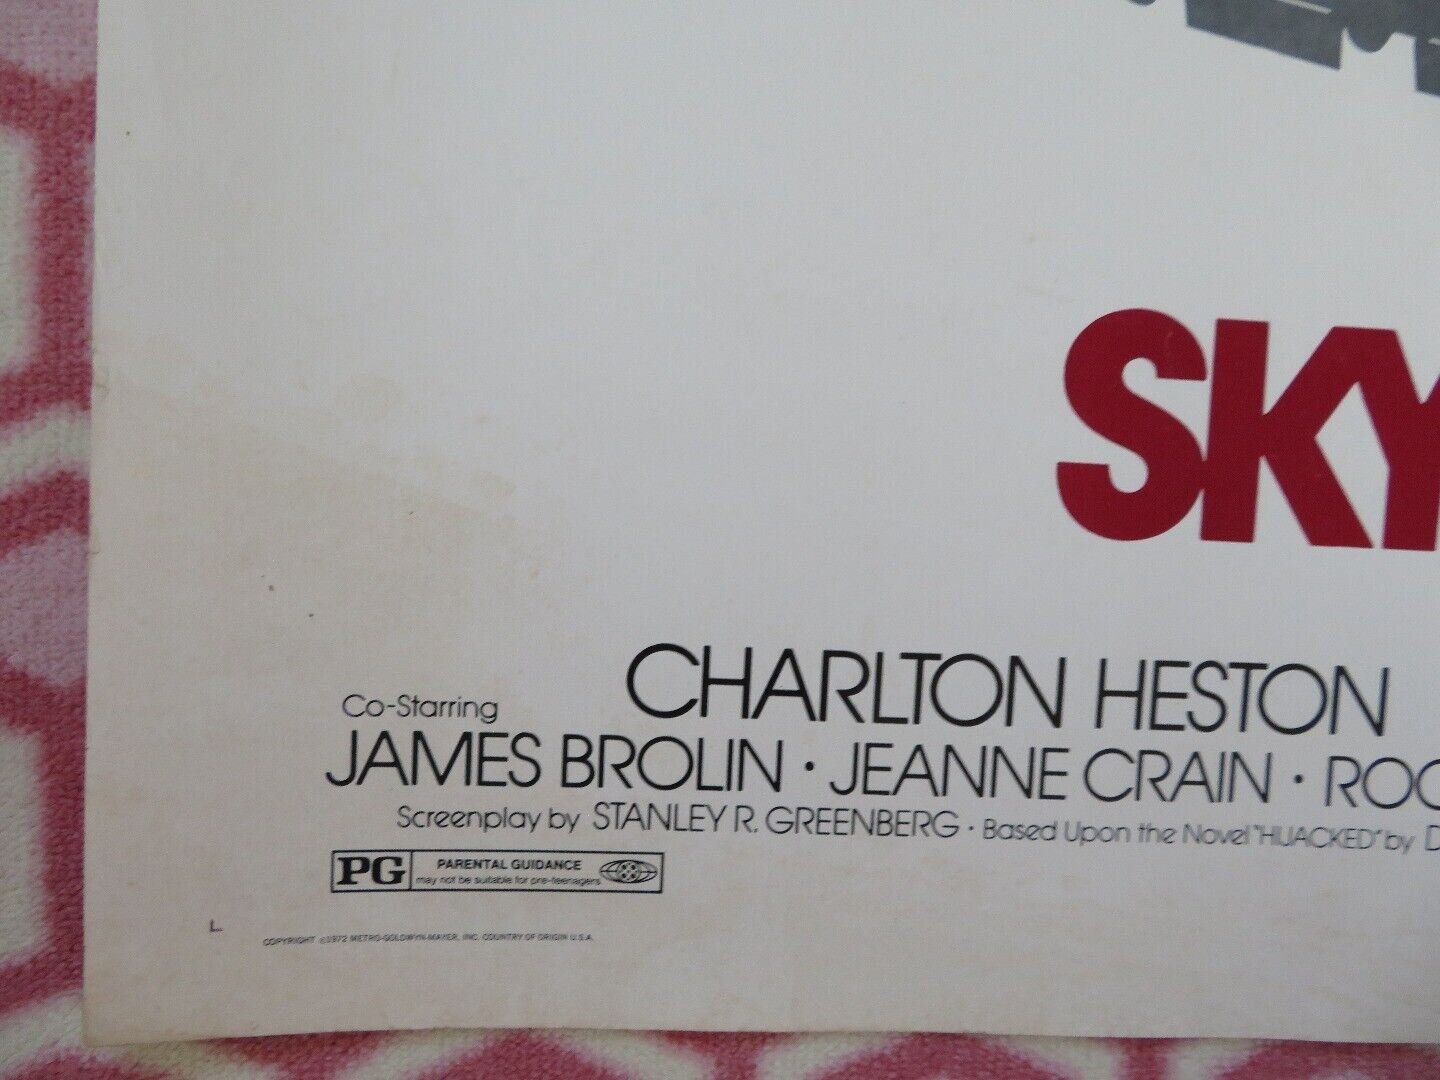 SKY
CHARLTON HESTON
Co-Starring
JAMES BROLIN · JEANNE CRAIN · ROO
Screenplay by STANLEY R. GREENBERG · Based Upon the Novel "HIJACKED" by D
PG PARENTAL GUIDANCE
may not be suitable for pre-teenagers
L.
COPYRIGHT ©1972 METRO-GOLDWYN-MAYER, INC. COUNTRY OF ORIGIN U.S.A.